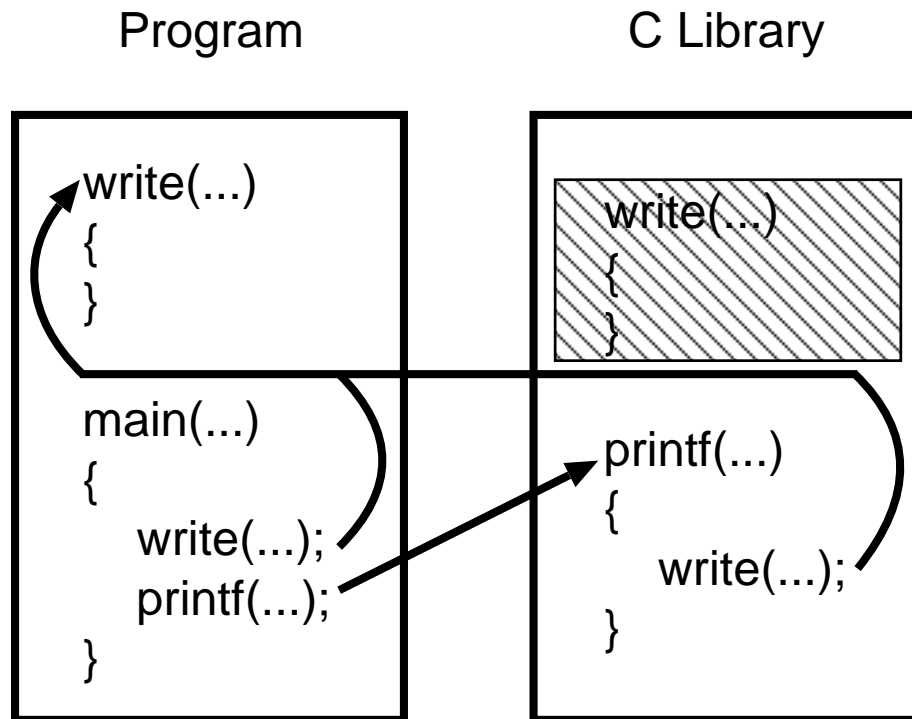 Program
C Library
write(...)
{
}
main(...)
{
write(...);
printf(...);
}
write(...)
{
}
printf(...)
{
write(...);
}